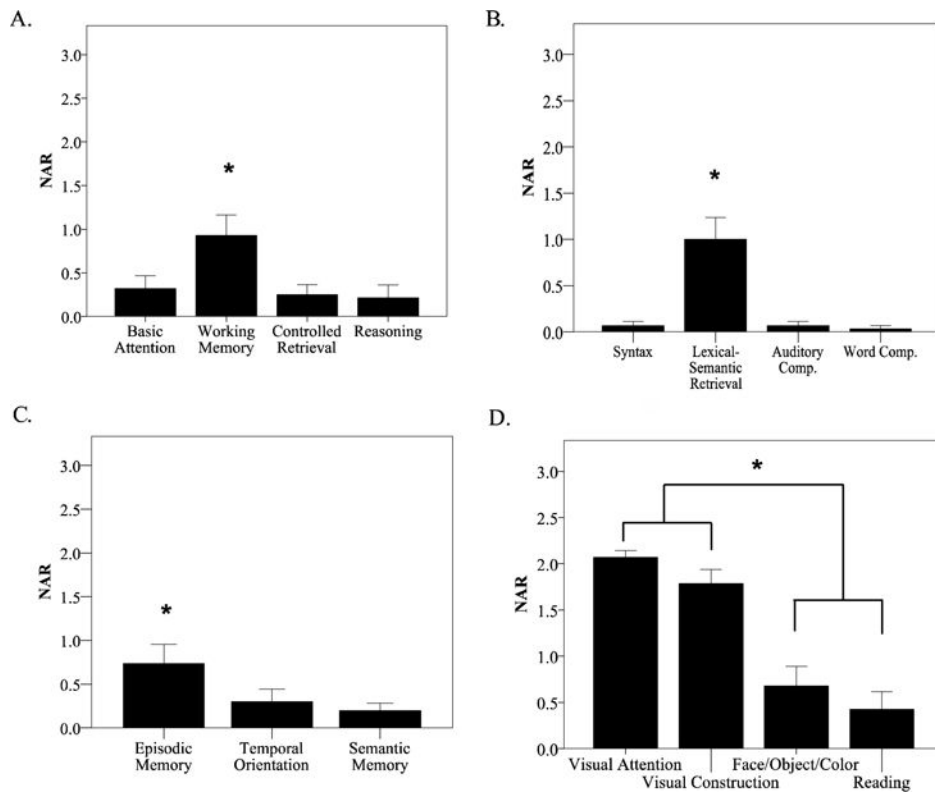 A.
3.0
2.5
2.0
1.5
1.0
0.5
0.0
NAR
*
Basic Attention
Working Memory
Controlled Retrieval
Reasoning
B.
3.0
2.5
2.0
1.5
1.0
0.5
0.0
NAR
*
Syntax
Lexical-
Semantic
Retrieval
Auditory
Comp.
Word Comp.
C.
3.0
2.5
2.0
1.5
1.0
0.5
0.0
NAR
*
Episodic
Memory
Temporal
Orientation
Semantic
Memory
D.
3.0
2.5
2.0
1.5
1.0
0.5
0.0
NAR
*
Visual Attention
Visual Construction
Face/Object/Color
Reading